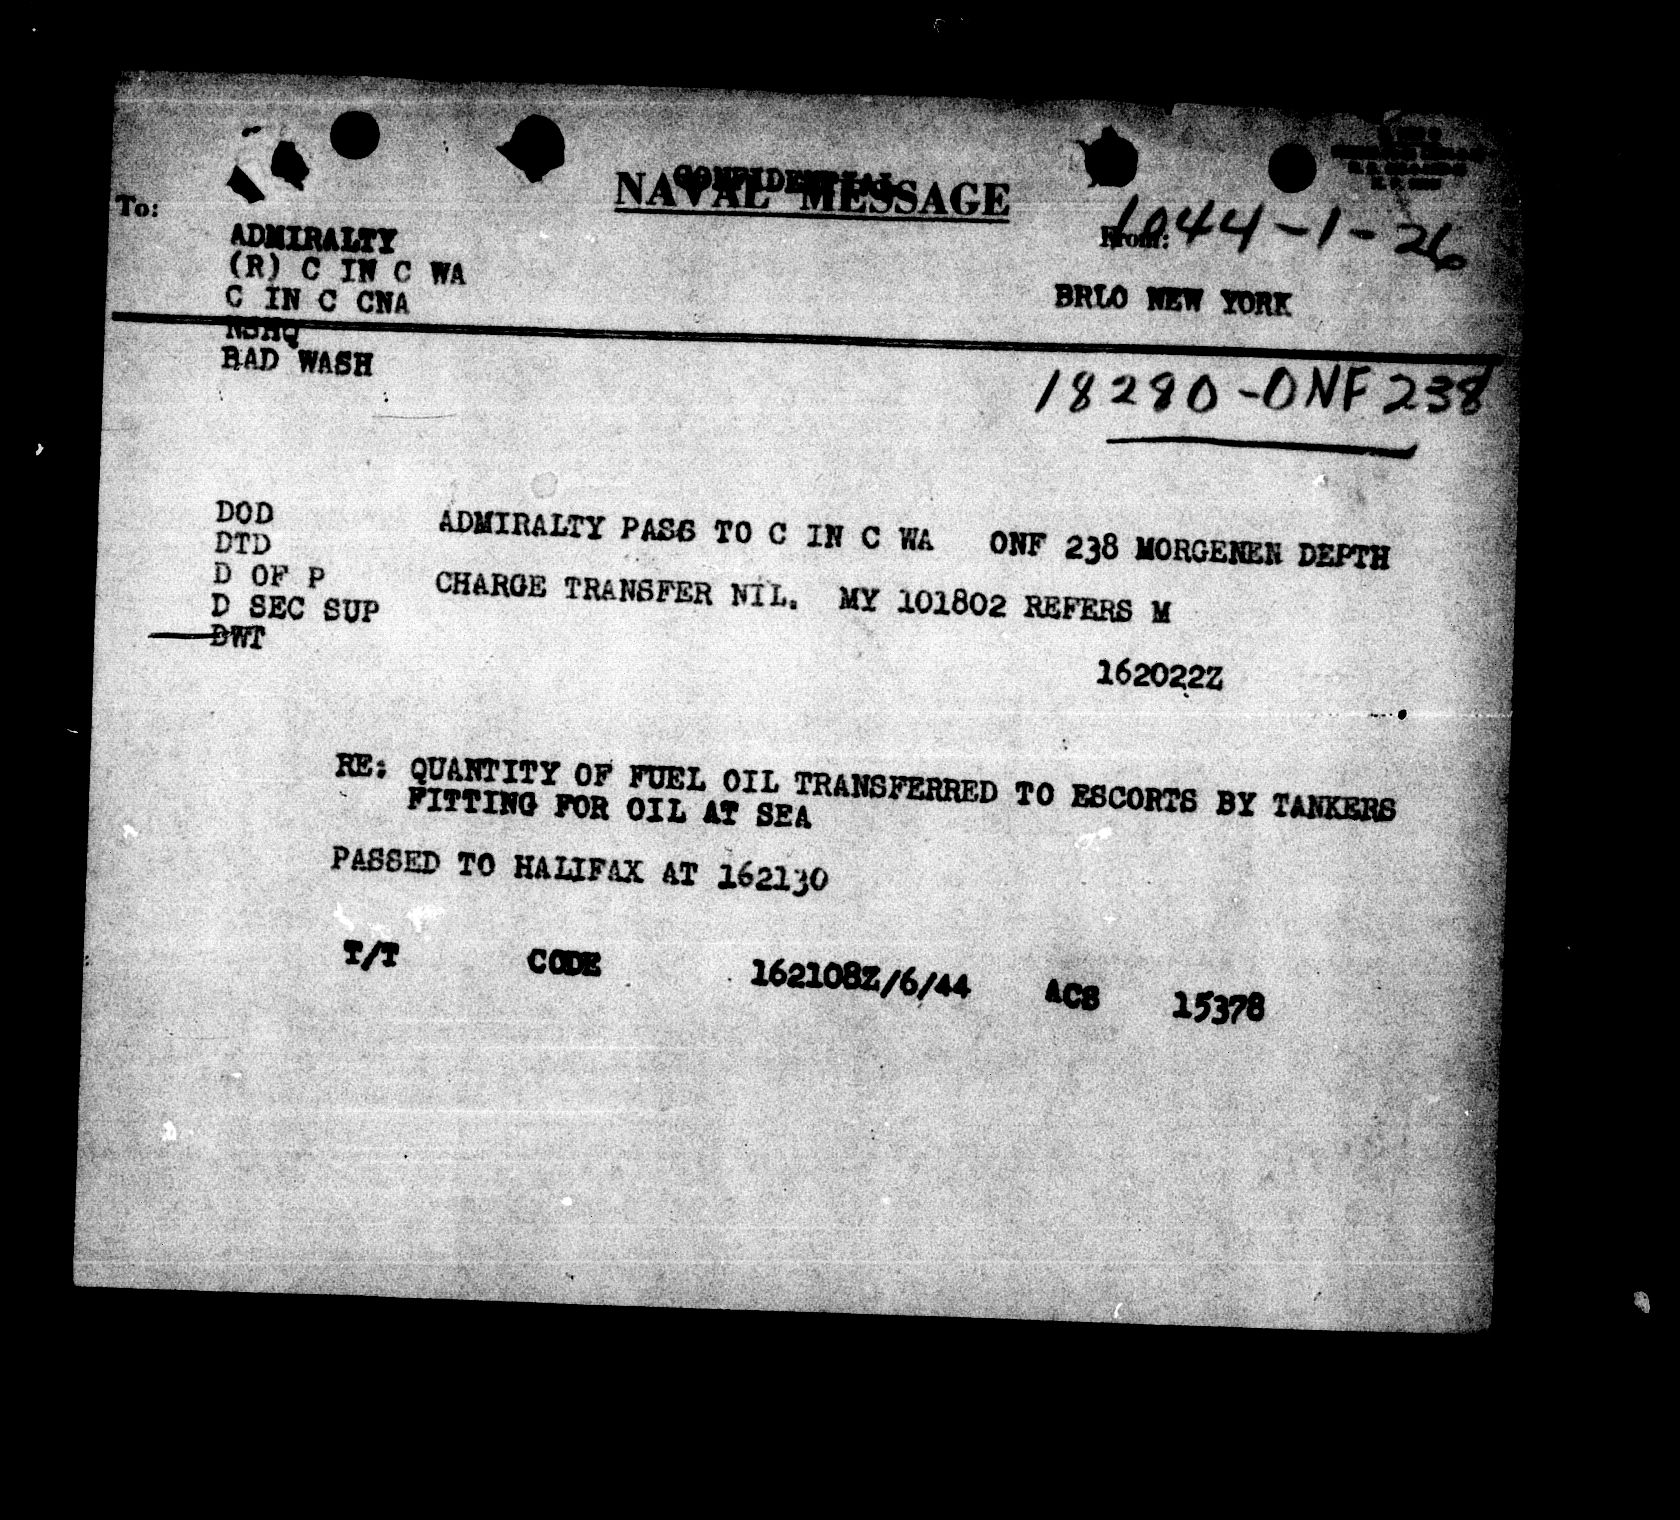 CONFIDENTIAL
NAVAL MESSAGE
To:
From:
1044-1-26
ADMIRALTY
(R) C IN C WA
C IN C CNA
BRLO NEW YORK
NSHQ
BAD WASH
18280-ONF 238
DOD
DTD
D OF P
D SEC SUP
DWT
ADMIRALTY PASS TO C IN C WA ONF 238 MORGENEN DEPTH
CHARGE TRANSFER NIL. MY 101802 REFERS M
162022Z
RE: QUANTITY OF FUEL OIL TRANSFERRED TO ESCORTS BY TANKERS
FITTING FOR OIL AT SEA
PASSED TO HALIFAX AT 162130
T/T CODE 162108Z/6/44 ACS 15378